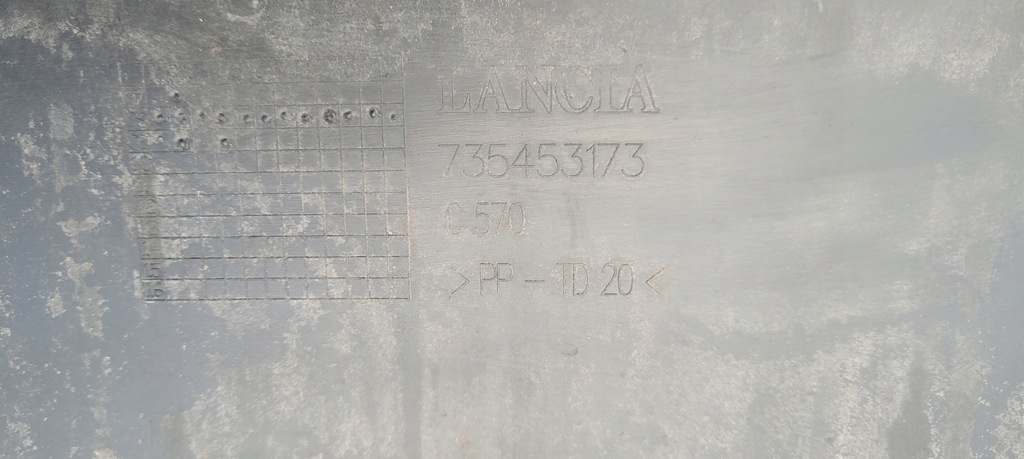 LANCIA
735453173
C 570
>PP-TD 20<